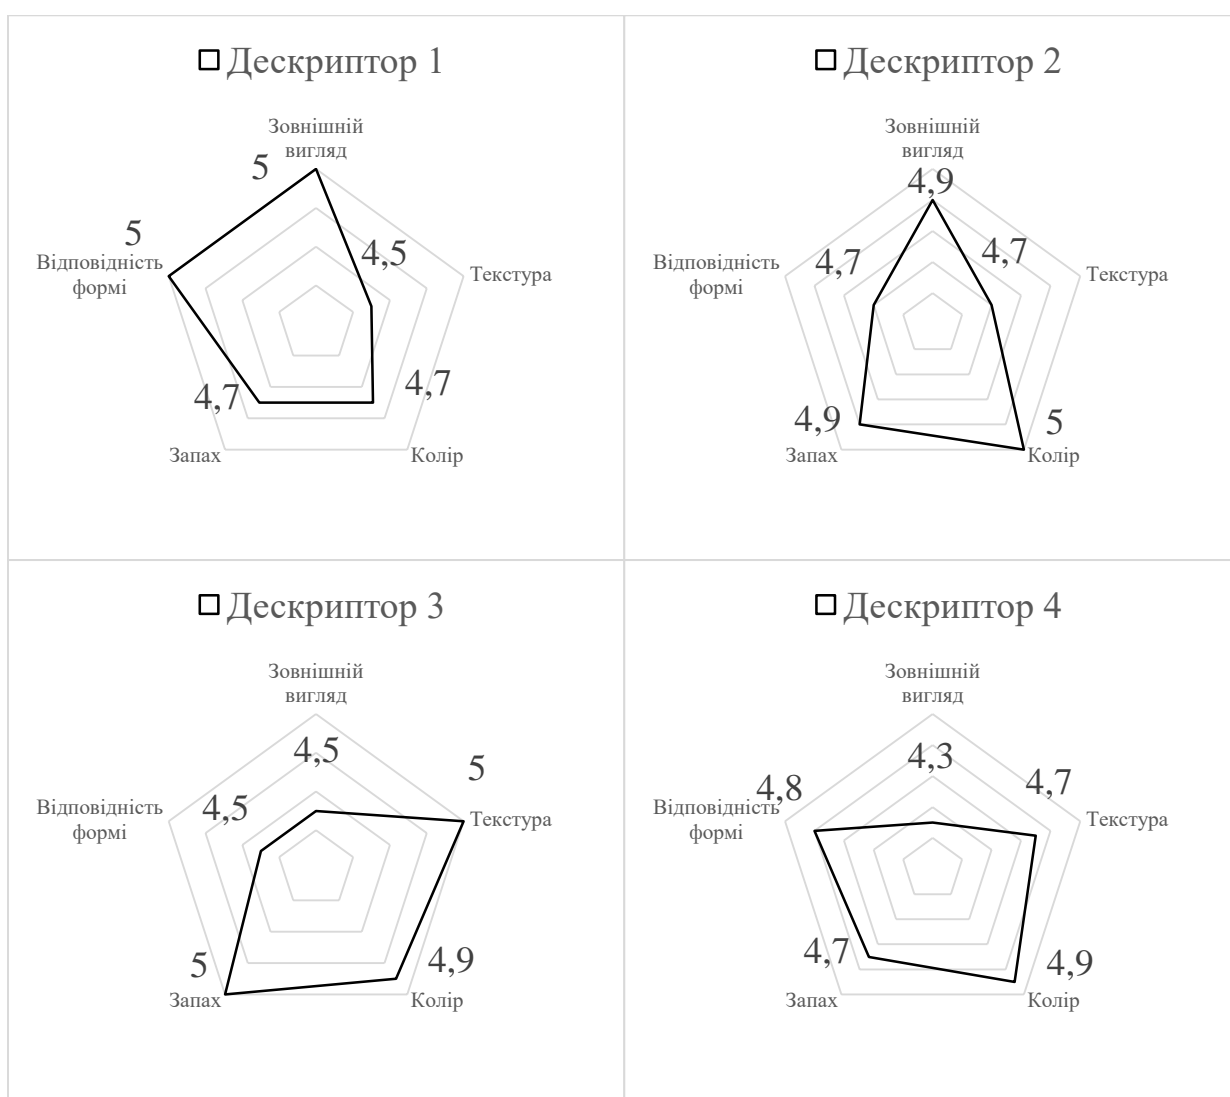 Дескриптор 1
Зовнішній
вигляд
5
5
4,5
Відповідність
формі
Текстура
4,7
4,7
Запах
Колір
Дескриптор 2
Зовнішній
вигляд
4,9
4,7
4,7
Відповідність
формі
Текстура
4,9
5
Запах
Колір
Дескриптор 3
Зовнішній
вигляд
4,5
5
4,5
Відповідність
формі
Текстура
5
4,9
Запах
Колір
Дескриптор 4
Зовнішній
вигляд
4,3
4,8
4,7
Відповідність
формі
Текстура
4,7
4,9
Запах
Колір